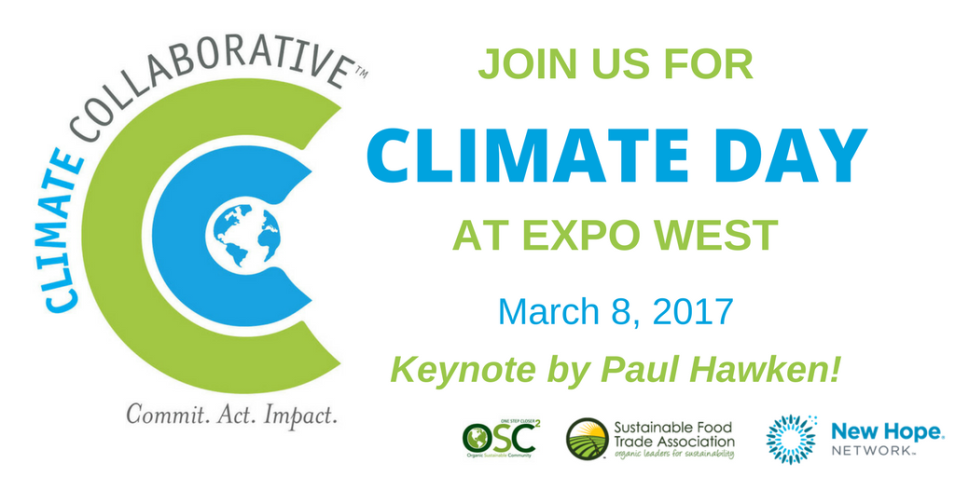 CLIMATE COLLABORATIVE™
Commit. Act. Impact.
JOIN US FOR
CLIMATE DAY
AT EXPO WEST
March 8, 2017
Keynote by Paul Hawken!
ONE STEP CLOSER
OSC²
Organic Sustainable Community
Sustainable Food
Trade Association
organic leaders for sustainability
New Hope.
NETWORK™